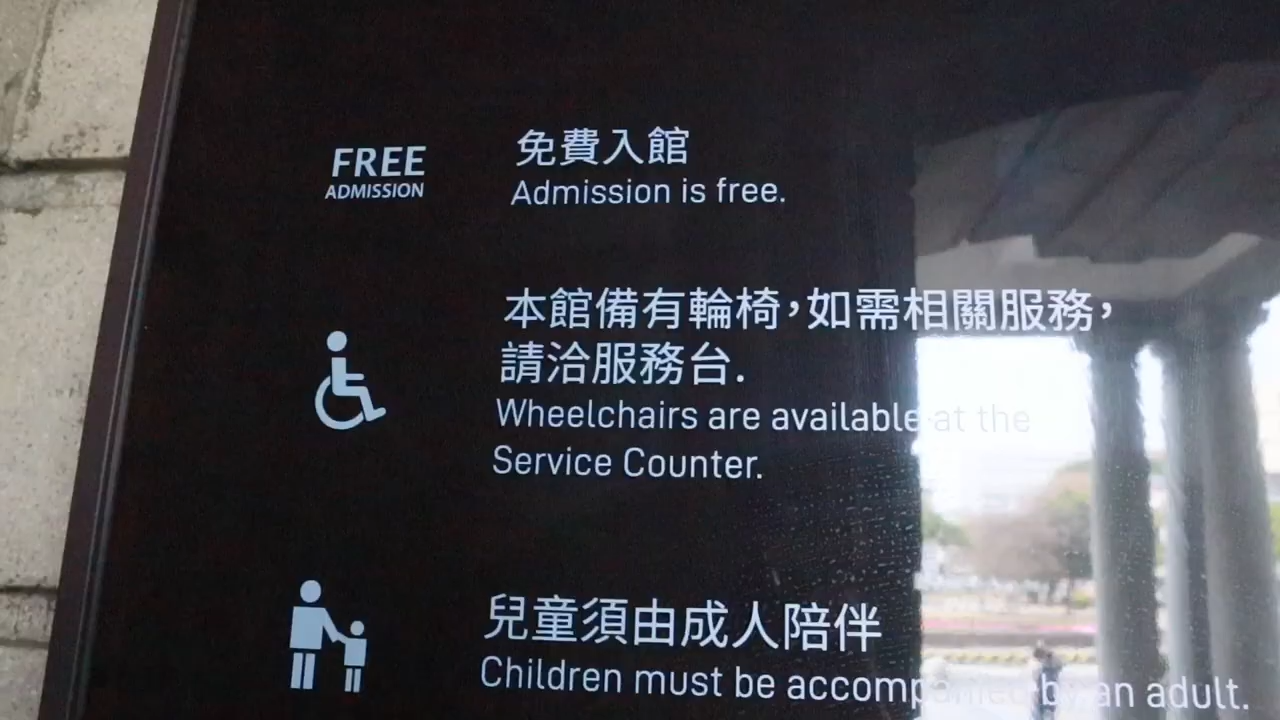 FREE
ADMISSION
免費入館
Admission is free.
本館備有輪椅,如需相關服務,
請洽服務台.
Wheelchairs are available at the
Service Counter.
兒童須由成人陪伴
Children must be accompanied by an adult.